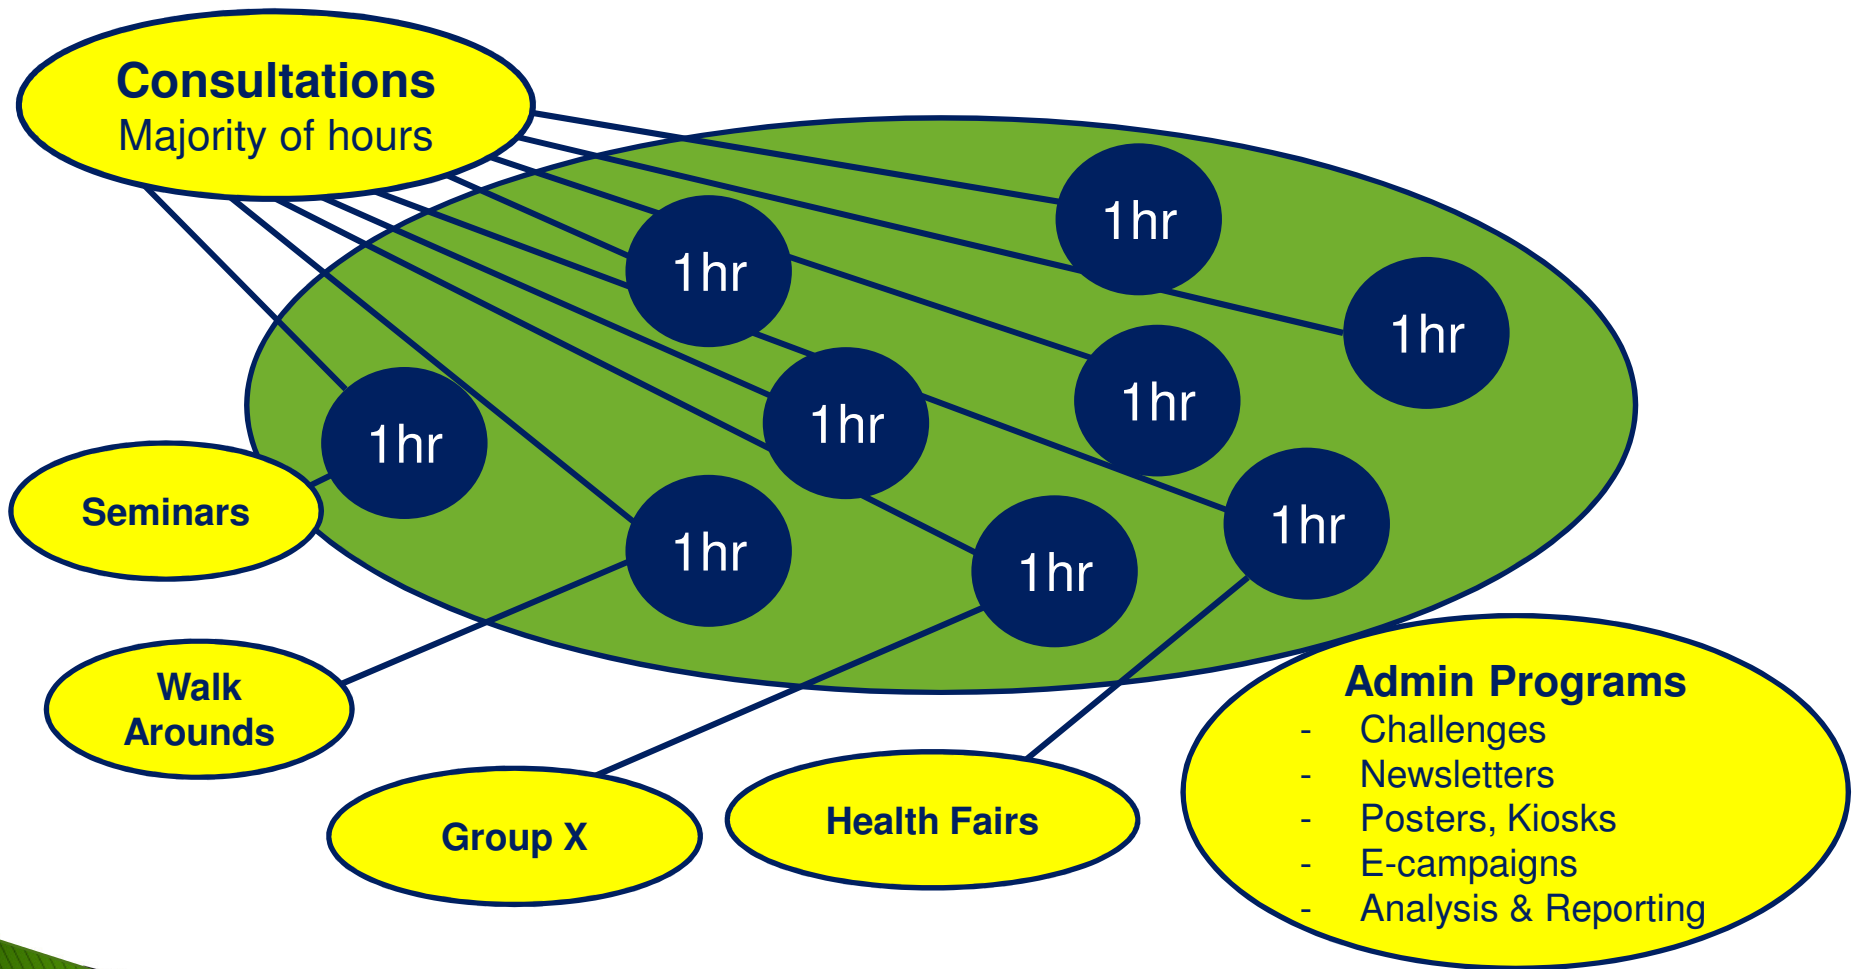 Consultations
Majority of hours
1hr
1hr
1hr
1hr
1hr
1hr
1hr
1hr
1hr
Seminars
Walk
Arounds
Group X
Health Fairs
Admin Programs
- Challenges
- Newsletters
- Posters, Kiosks
- E-campaigns
- Analysis & Reporting